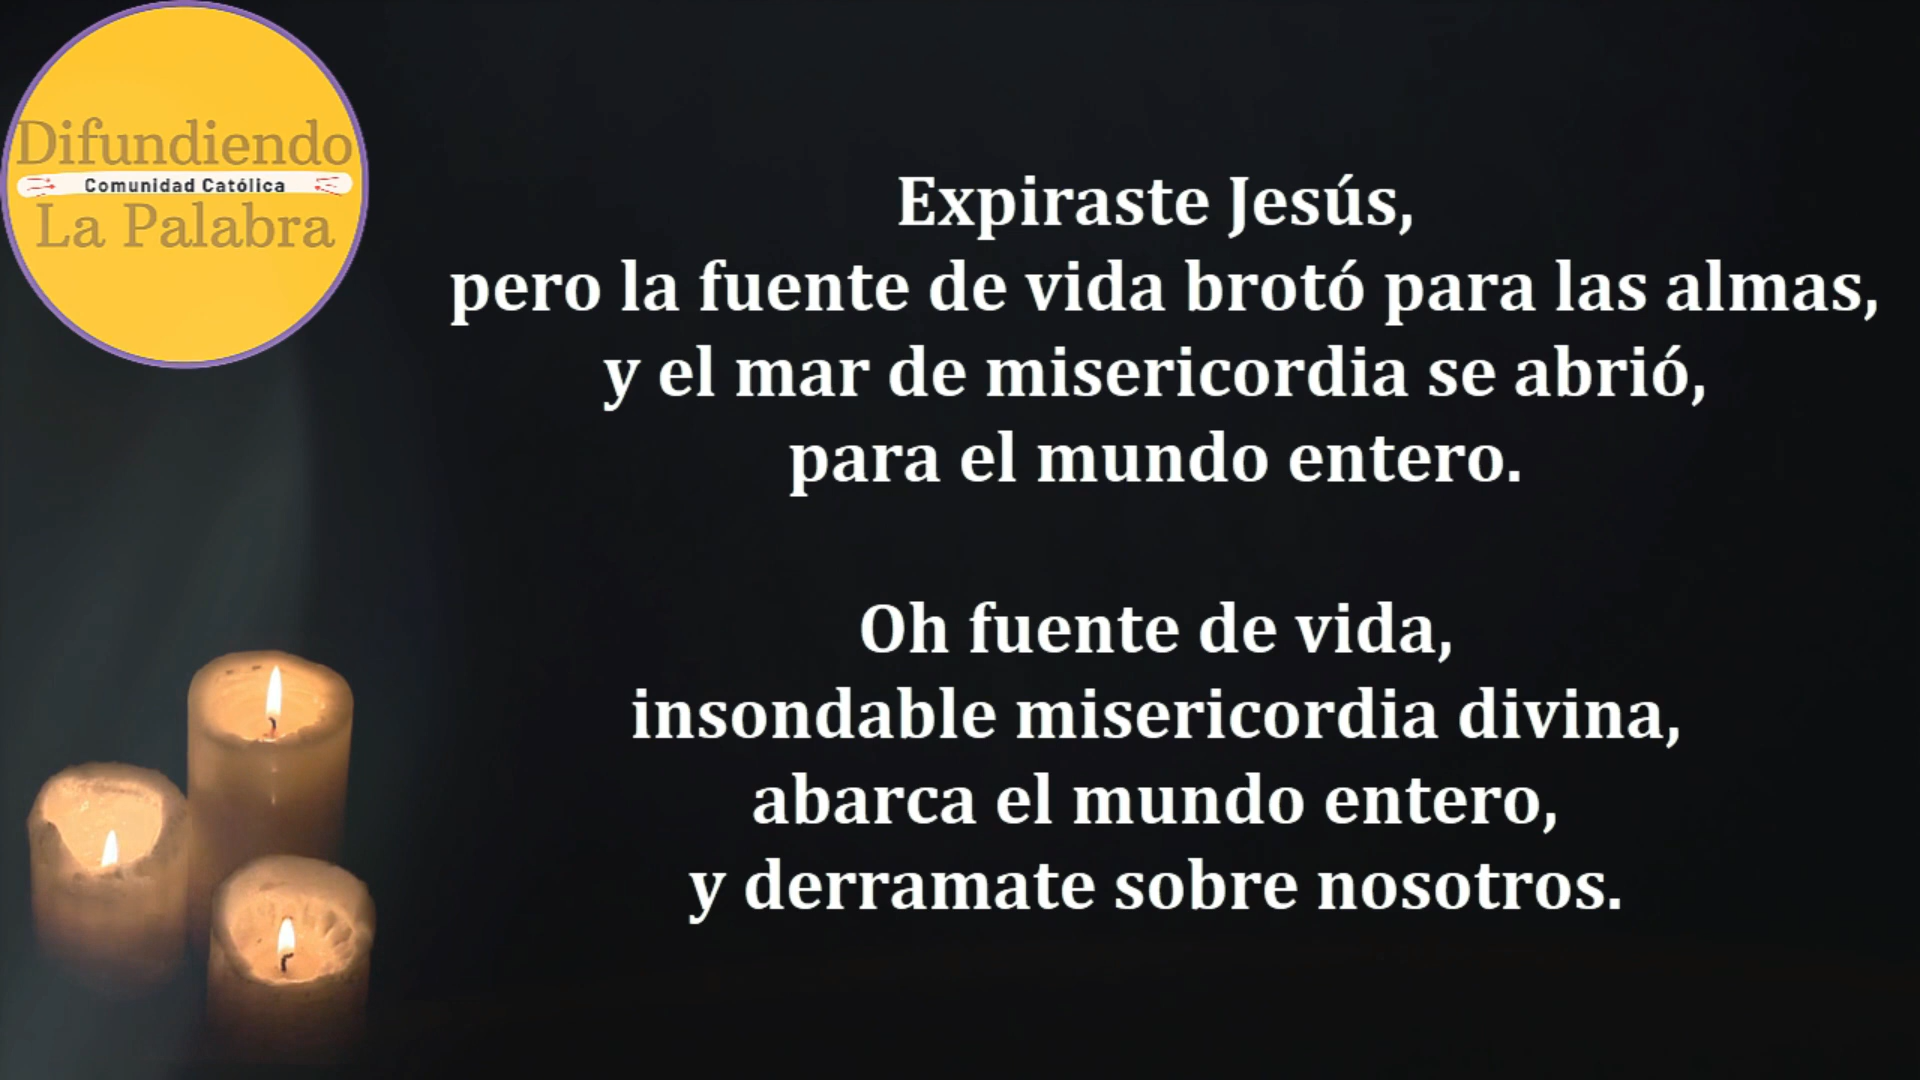 Difundiendo
Comunidad Católica
La Palabra
Expiraste Jesús,
pero la fuente de vida brotó para las almas,
y el mar de misericordia se abrió,
para el mundo entero.
Oh fuente de vida,
insondable misericordia divina,
abarca el mundo entero,
y derramate sobre nosotros.